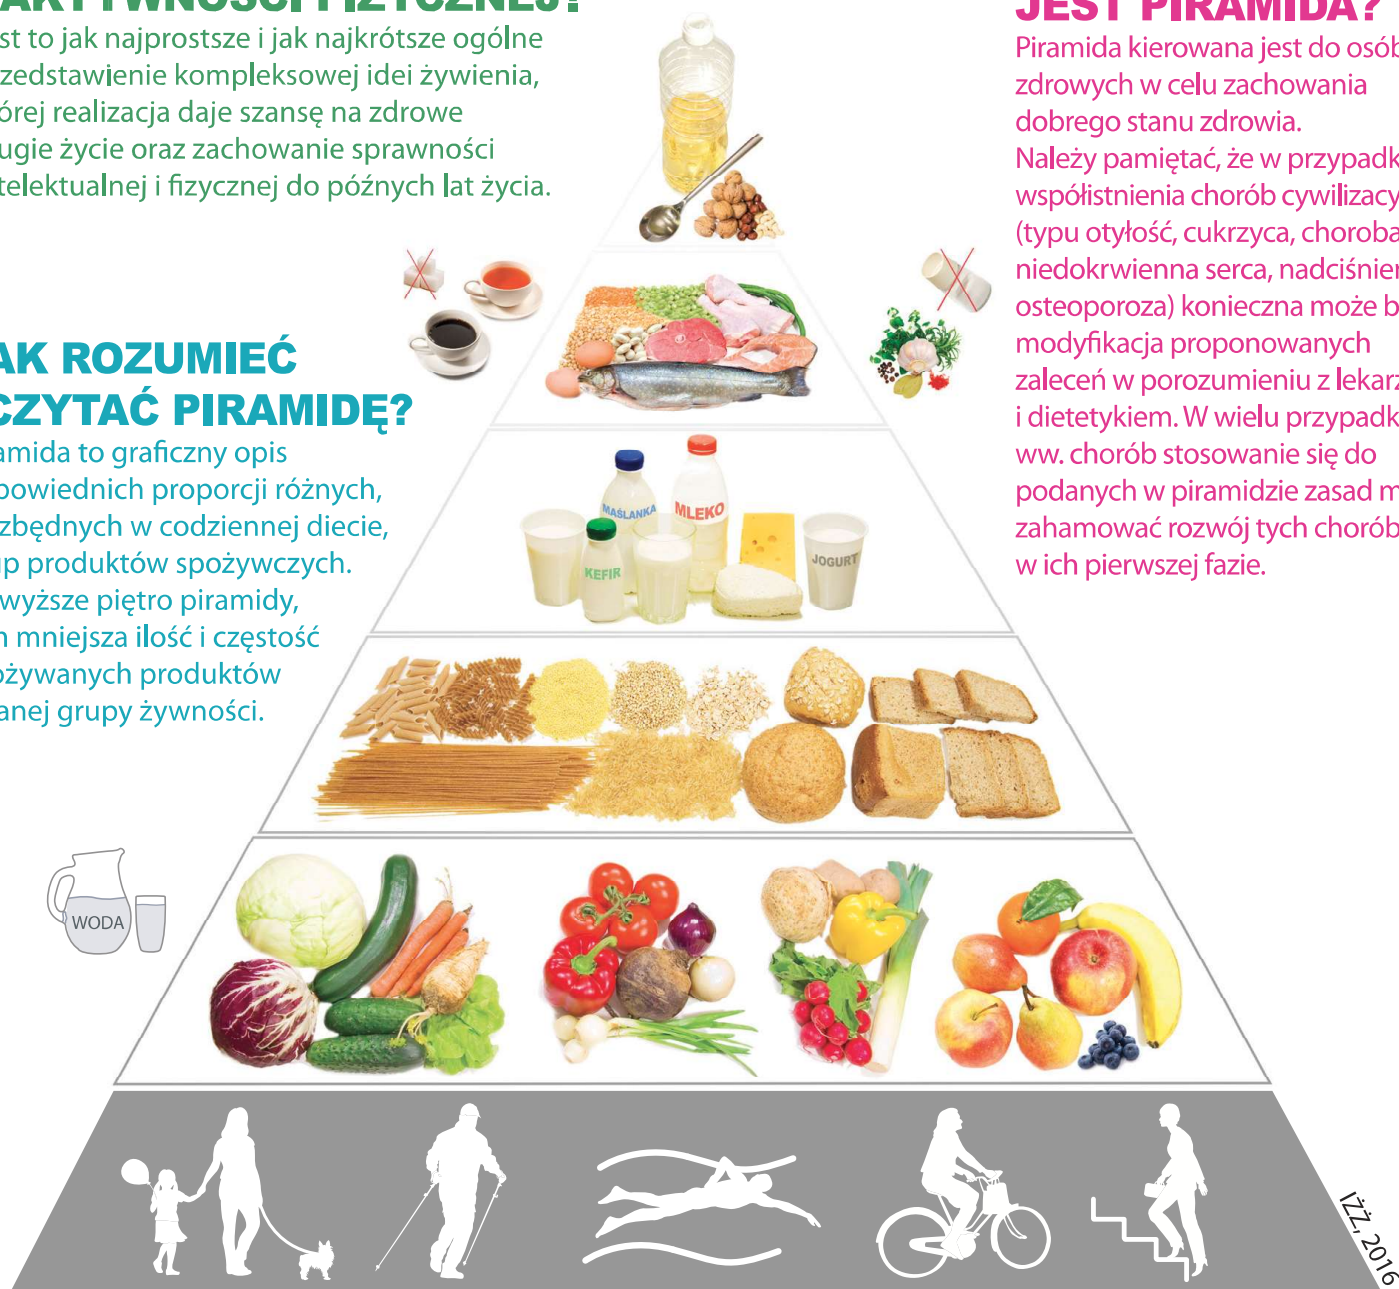 AKTYWNOŚCI FIZYCZNEJ?
st to jak najprostsze i jak najkrótsze ogólne
zedstawienie kompleksowej idei żywienia,
órej realizacja daje szansę na zdrowe
ugie życie oraz zachowanie sprawności
telektualnej i fizycznej do późnych lat życia.
AK ROZUMIEĆ
CZYTAĆ PIRAMIDĘ?
amida to graficzny opis
powiednich proporcji różnych,
zbędnych w codziennej diecie,
up produktów spożywczych.
wyższe piętro piramidy,
m mniejsza ilość i częstość
ożywanych produktów
anej grupy żywności.
JEST PIRAMIDA?
Piramida kierowana jest do osób
zdrowych w celu zachowania
dobrego stanu zdrowia.
Należy pamiętać, że w przypadk
współistnienia chorób cywilizacy
(typu otyłość, cukrzyca, choroba
niedokrwienna serca, nadciśnien
osteoporoza) konieczna może b
modyfikacja proponowanych
zaleceń w porozumieniu z lekarz
i dietetykiem. W wielu przypadk
ww. chorób stosowanie się do
podanych w piramidzie zasad m
zahamować rozwój tych chorób
w ich pierwszej fazie.
MAŚLANKA
MLEKO
KEFIR
JOGURT
WODA
IŻŻ, 2016